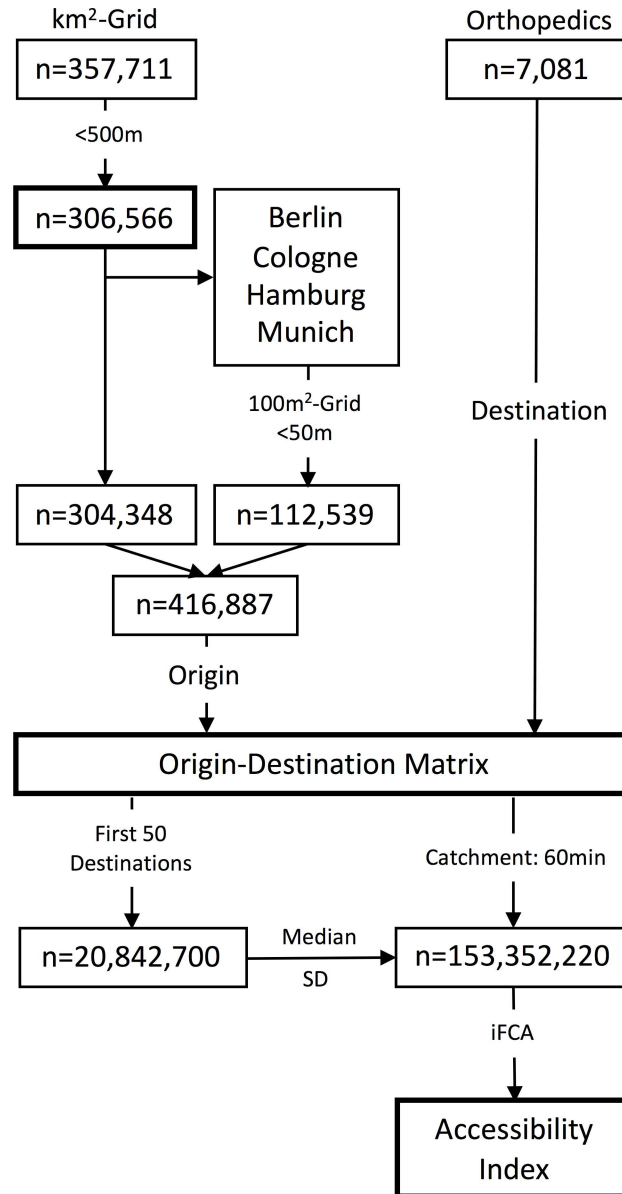 km²-Grid
Orthopedics
n=357,711
n=7,081
<500m
n=306,566
Berlin
Cologne
Hamburg
Munich
100m²-Grid
<50m
Destination
n=304,348
n=112,539
n=416,887
Origin
Origin-Destination Matrix
First 50
Destinations
Catchment: 60min
n=20,842,700
Median
SD
n=153,352,220
iFCA
Accessibility
Index